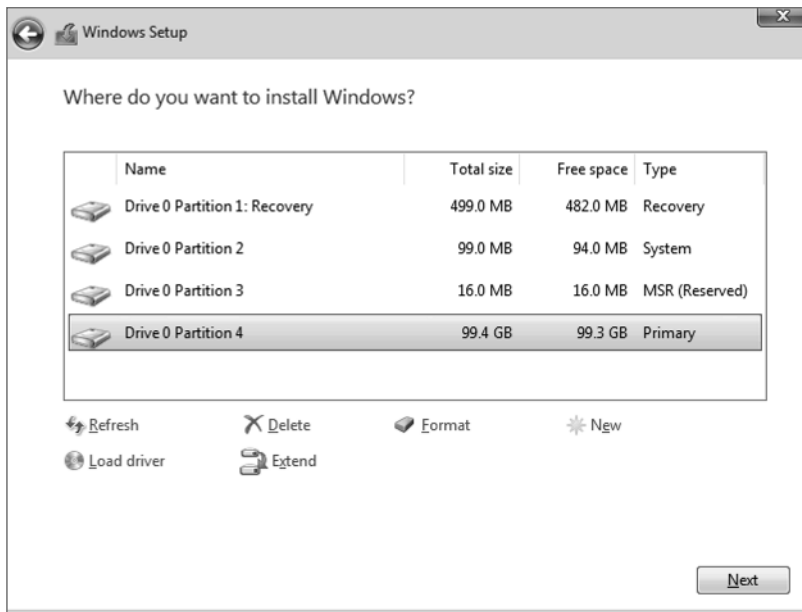 Windows Setup
Where do you want to install Windows?
Name Total size Free space Type
Drive 0 Partition 1: Recovery 499.0 MB 482.0 MB Recovery
Drive 0 Partition 2 99.0 MB 94.0 MB System
Drive 0 Partition 3 16.0 MB 16.0 MB MSR (Reserved)
Drive 0 Partition 4 99.4 GB 99.3 GB Primary
Refresh Delete Format New
Load driver Extend
Next